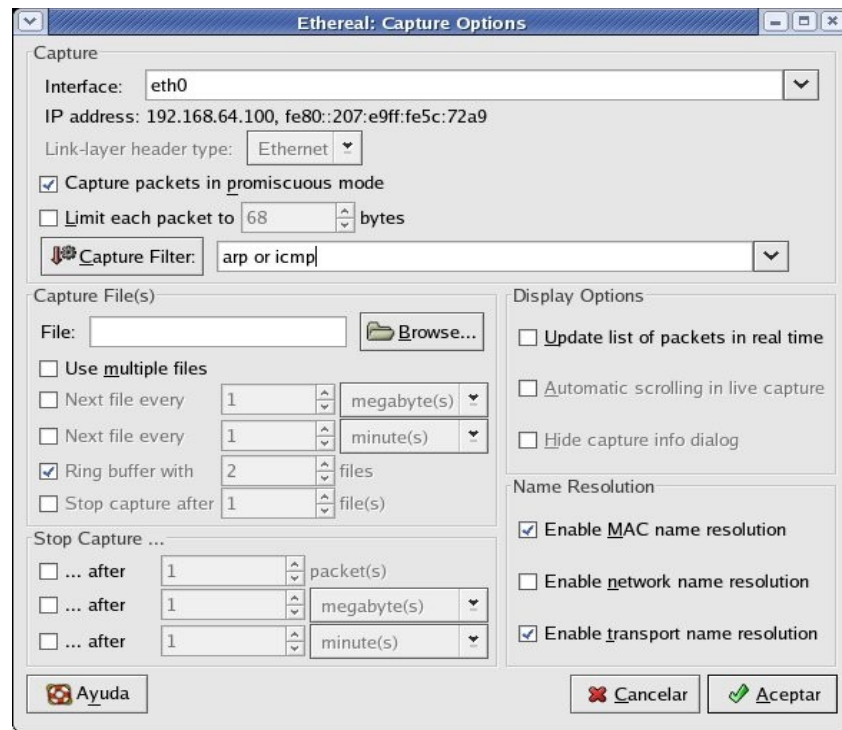 Ethereal: Capture Options
Capture
Interface: eth0
IP address: 192.168.64.100, fe80::207:e9ff:fe5c:72a9
Link-layer header type: Ethernet
Capture packets in promiscuous mode
Limit each packet to 68 bytes
Capture Filter: arp or icmp
Capture File(s)
File: Browse...
Use multiple files
Next file every 1 megabyte(s)
Next file every 1 minute(s)
Ring buffer with 2 files
Stop capture after 1 file(s)
Stop Capture ...
... after 1 packet(s)
... after 1 megabyte(s)
... after 1 minute(s)
Display Options
Update list of packets in real time
Automatic scrolling in live capture
Hide capture info dialog
Name Resolution
Enable MAC name resolution
Enable network name resolution
Enable transport name resolution
Ayuda Cancelar Aceptar